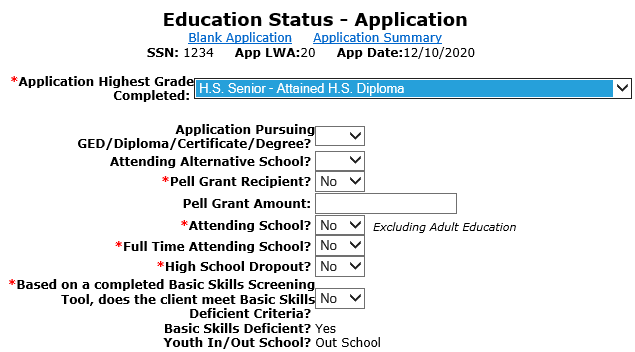 Education Status - Application
Blank Application Application Summary
SSN: 1234 App LWA:20 App Date:12/10/2020
*Application Highest Grade
Completed: H.S. Senior - Attained H.S. Diploma
Application Pursuing
GED/Diploma/Certificate/Degree?
Attending Alternative School?
*Pell Grant Recipient? No
Pell Grant Amount:
*Attending School? No Excluding Adult Education
*Full Time Attending School? No
*High School Dropout? No
*Based on a completed Basic Skills Screening
Tool, does the client meet Basic Skills No
Deficient Criteria?
Basic Skills Deficient? Yes
Youth In/Out School? Out School